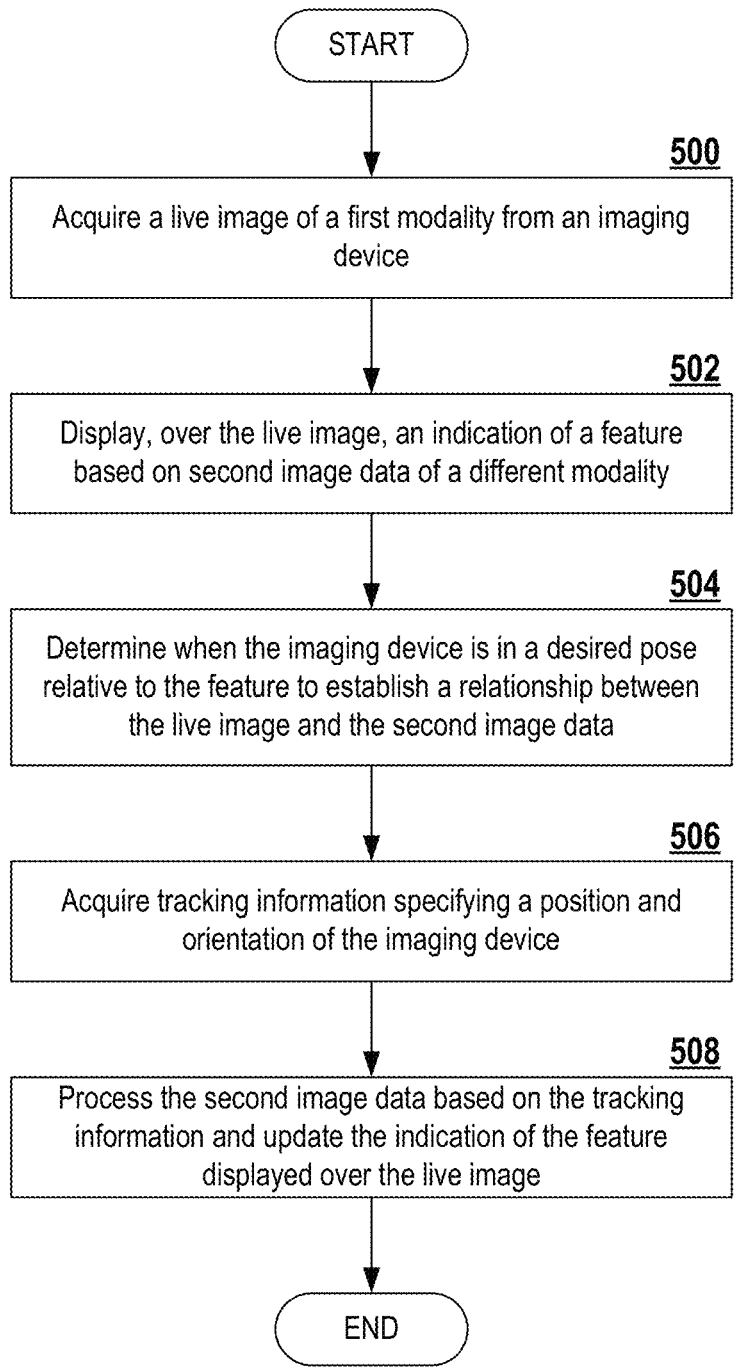 START
500
Acquire a live image of a first modality from an imaging
device
502
Display, over the live image, an indication of a feature
based on second image data of a different modality
504
Determine when the imaging device is in a desired pose
relative to the feature to establish a relationship between
the live image and the second image data
506
Acquire tracking information specifying a position and
orientation of the imaging device
508
Process the second image data based on the tracking
information and update the indication of the feature
displayed over the live image
END